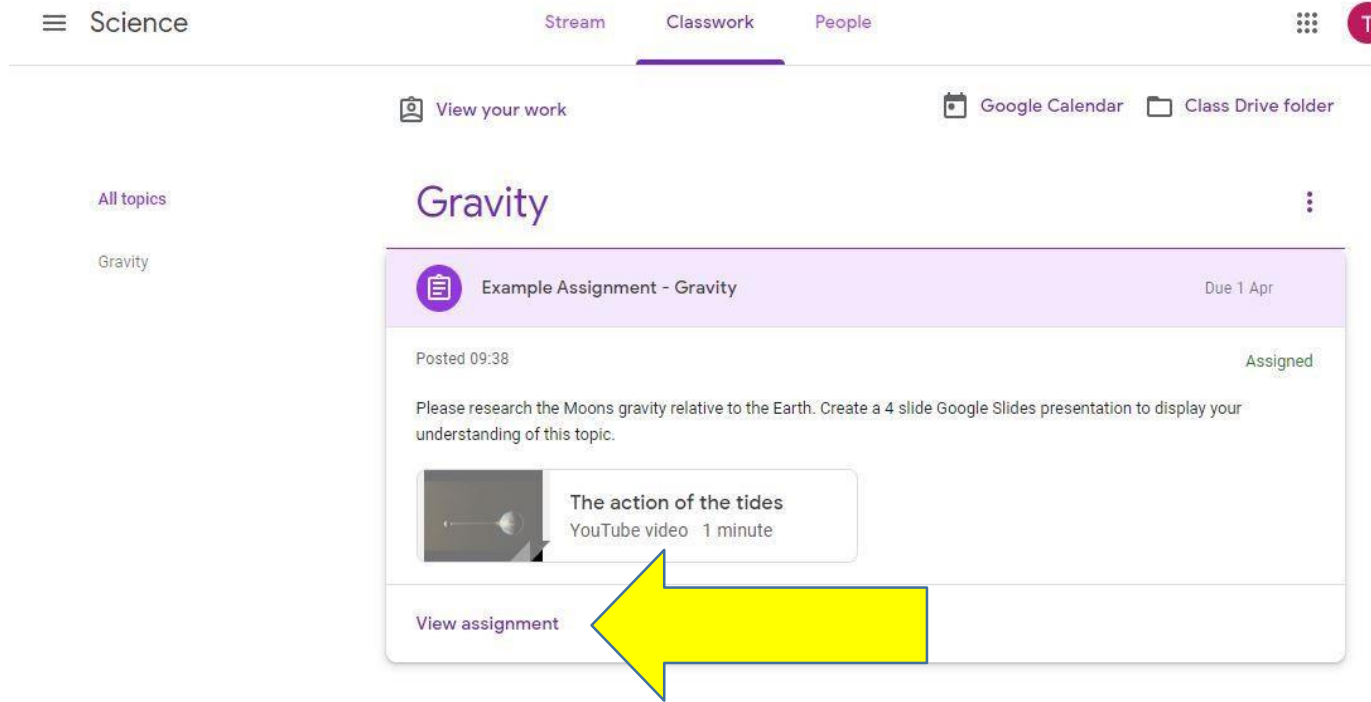 Science
Stream Classwork People
T
View your work
Google Calendar Class Drive folder
All topics
Gravity
Gravity
Example Assignment - Gravity
Due 1 Apr
Posted 09:38
Assigned
Please research the Moons gravity relative to the Earth. Create a 4 slide Google Slides presentation to display your
understanding of this topic.
The action of the tides
YouTube video 1 minute
View assignment